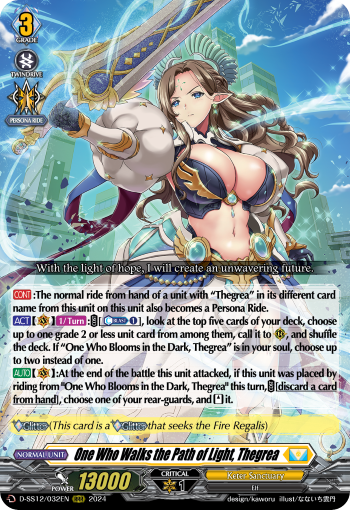 3
GRADE
TWINDRIVE
PERSONA RIDE
With the light of hope, I will create an unwavering future.
CONT:The normal ride from hand of a unit with "Thegrea" in its different card
name from this unit on this unit also becomes a Persona Ride.
ACT【】1/Turn:[1], look at the top five cards of your deck, choose
up to one grade 2 or less unit card from among them, call it to, and shuffle
the deck. If "One Who Blooms in the Dark, Thegrea" is in your soul, choose up
to two instead of one.
AUTO【】:At the end of the battle this unit attacked, if this unit was placed by
riding from "One Who Blooms in the Dark, Thegrea" this turn,[discard a card
from hand], choose one of your rear-guards, and it.
(This card is a that seeks the Fire Regalis)
NORMAL UNIT
One Who Walks the Path of Light, Thegrea
POWER 13000
CRITICAL
1
Keter Sanctuary
Elf
D-SS12/032EN RRR 2024
design/kaworu illust/なないち雲丹